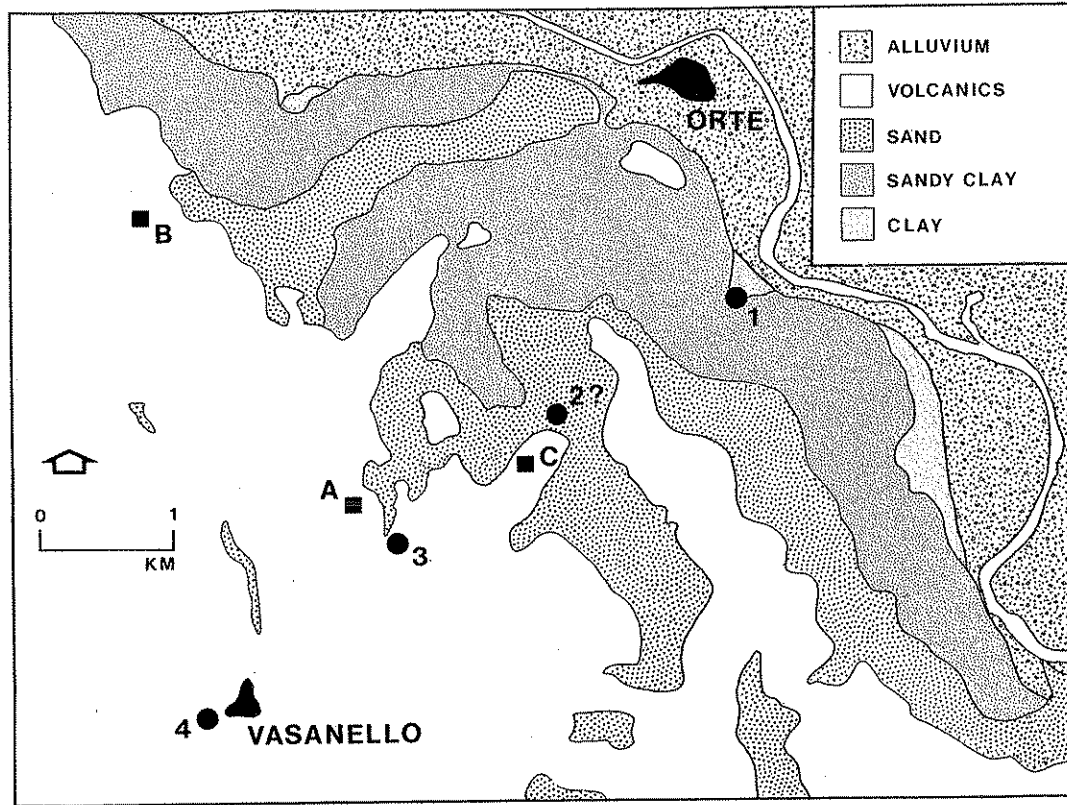 ALLUVIUM
VOLCANICS
SAND
SANDY CLAY
CLAY
ORTE
B
1
2?
C
A
3
0 1
KM
4
VASANELLO